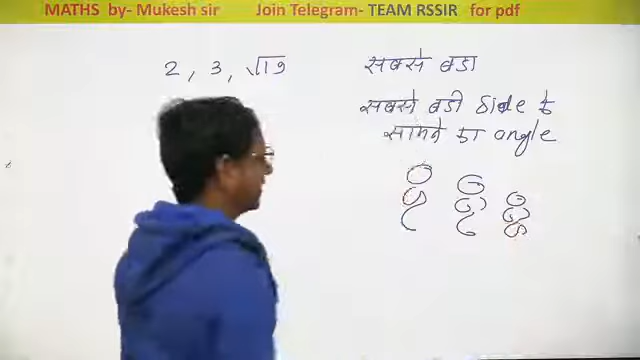 MATHS by- Mukesh sir Join Telegram- TEAM RSSIR for pdf
2, 3, √19
सबसे बडा
सबसे बडी Side के
सामने का angle